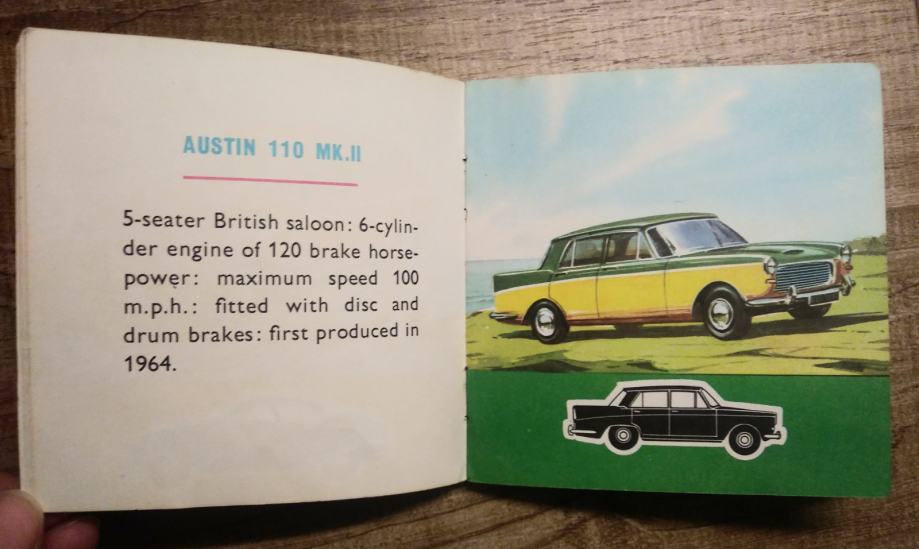 AUSTIN 110 MK.II
5-seater British saloon: 6-cylin-
der engine of 120 brake horse-
power: maximum speed 100
m.p.h.: fitted with disc and
drum brakes: first produced in
1964.